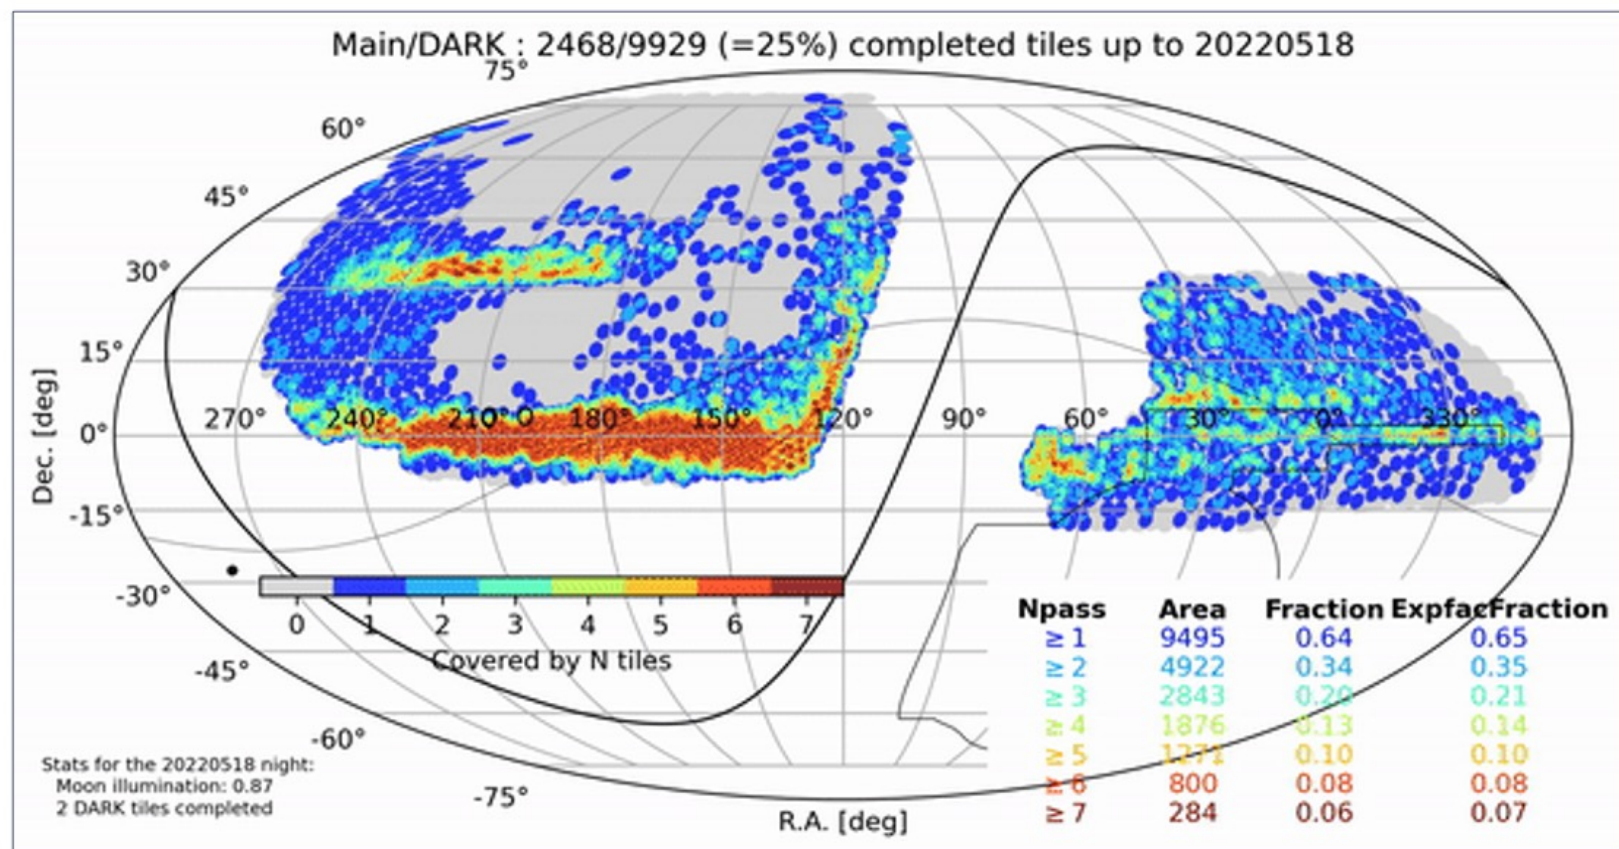 Main/DARK : 2468/9929 (=25%) completed tiles up to 20220518
75°
60°
45°
30°
15°
0°
-15°
-30°
-45°
-60°
-75°
Dec. [deg]
270° 240° 210° 180° 150° 120° 90° 60° 30° 0° 330°
0 1 2 3 4 5 6 7
Covered by N tiles
Npass Area Fraction ExpfacFraction
≥ 1 9495 0.64 0.65
≥ 2 4922 0.34 0.35
≥ 3 2843 0.20 0.21
≥ 4 1876 0.13 0.14
≥ 5 1271 0.10 0.10
≥ 6 800 0.08 0.08
≥ 7 284 0.06 0.07
Stats for the 20220518 night:
Moon illumination: 0.87
2 DARK tiles completed
R.A. [deg]